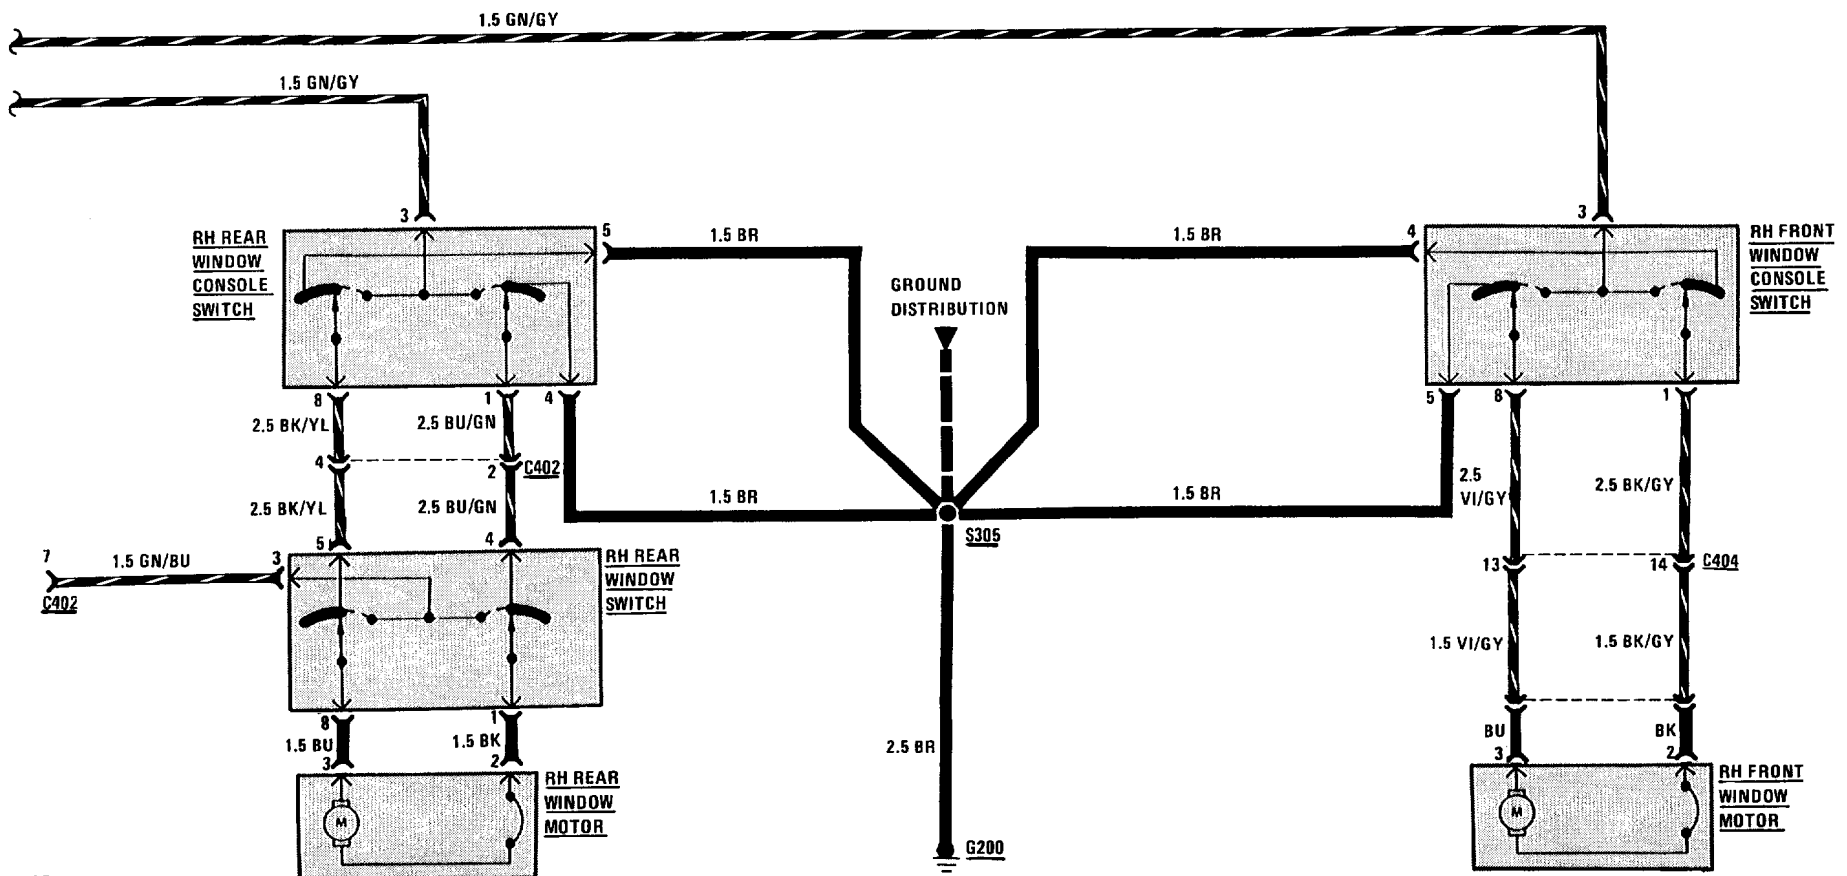 1.5 GN/GY
1.5 GN/GY
3
3
RH REAR
WINDOW
CONSOLE
SWITCH
5
1.5 BR
1.5 BR
4
RH FRONT
WINDOW
CONSOLE
SWITCH
GROUND
DISTRIBUTION
8
1
4
5
8
1
2.5 BK/YL
2.5 BU/GN
4
2
C402
2.5 BK/YL
2.5 BU/GN
1.5 BR
1.5 BR
2.5
VI/GY
2.5 BK/GY
S305
5
4
7
1.5 GN/BU
3
C402
RH REAR
WINDOW
SWITCH
13
14
C404
1.5 VI/GY
1.5 BK/GY
8
1
1.5 BU
1.5 BK
3
2
2.5 BR
BU
BK
3
2
RH REAR
WINDOW
MOTOR
M
RH FRONT
WINDOW
MOTOR
M
G200